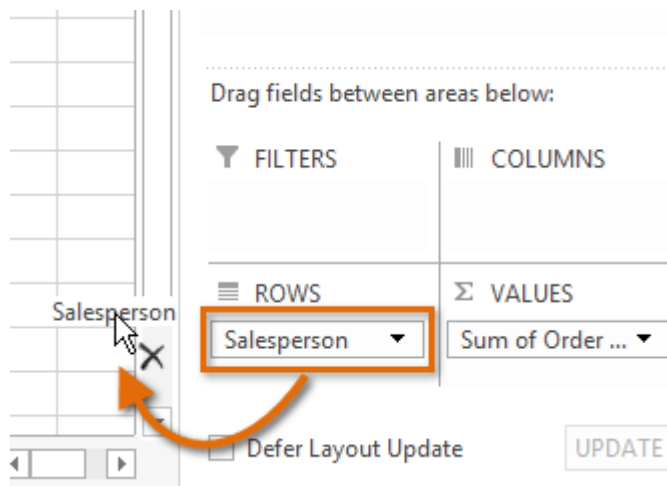 Drag fields between areas below:
FILTERS
COLUMNS
ROWS
Σ VALUES
Salesperson
Salesperson
Sum of Order ...
Defer Layout Update
UPDATE